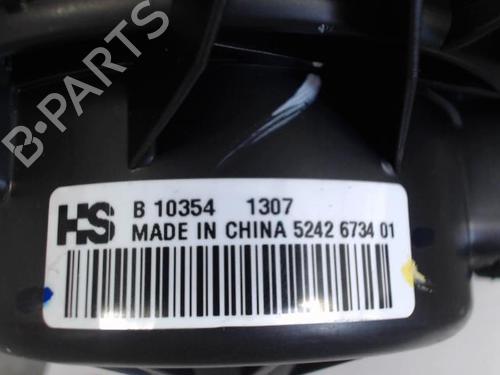 B-PARTS
HS B 10354 1307
MADE IN CHINA 5242 6734 01